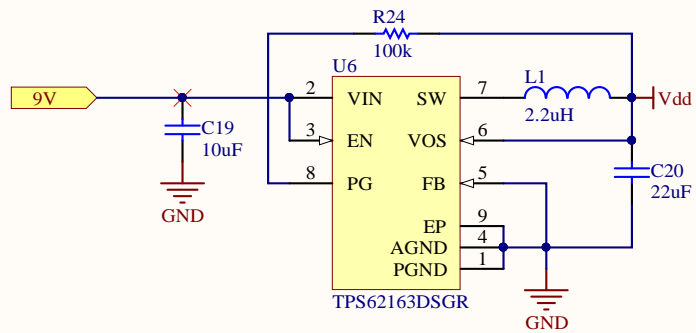 R24
100k
U6
L1
9V
2
VIN
SW
7
Vdd
2.2uH
C19
10uF
3
EN
VOS
6
C20
22uF
8
PG
FB
5
GND
EP
9
AGND
4
PGND
1
TPS62163DSGR
GND